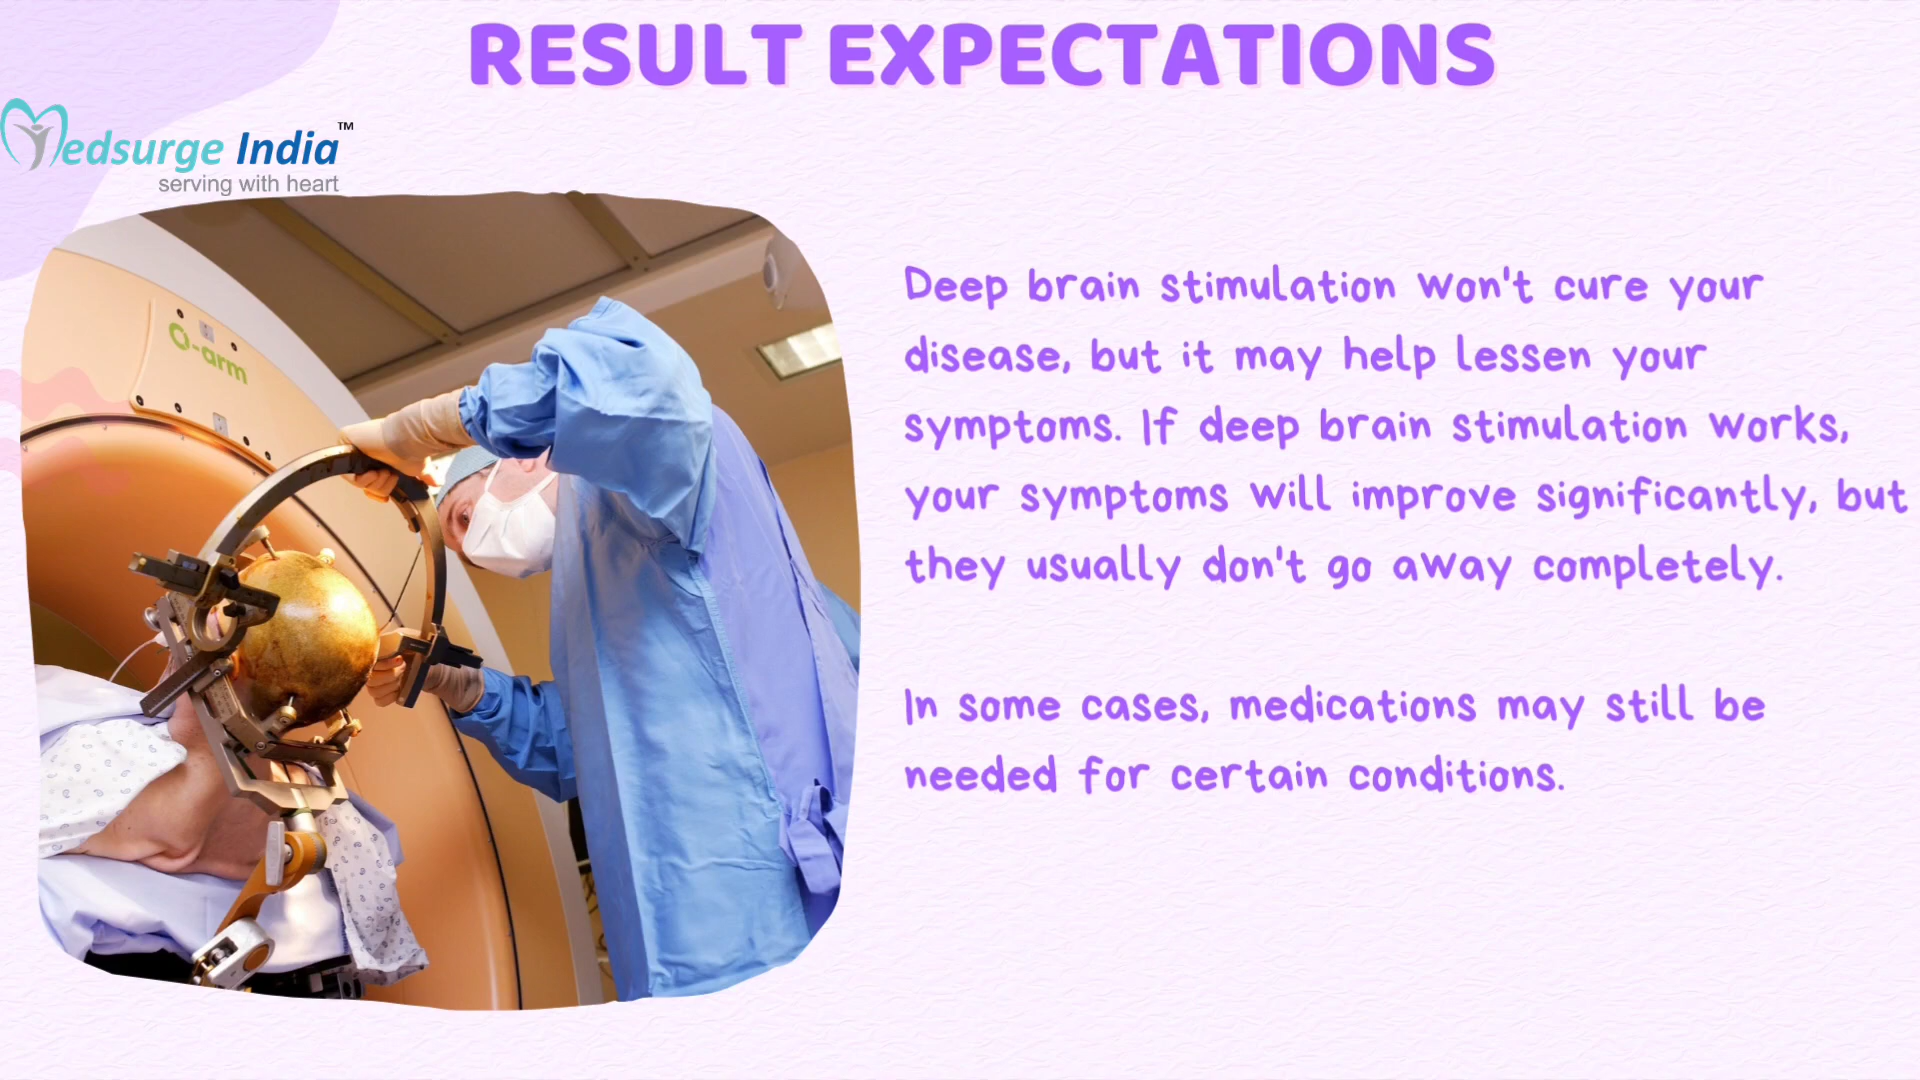 RESULT EXPECTATIONS
Medsurge India™
serving with heart
O-arm
Deep brain stimulation won't cure your
disease, but it may help lessen your
symptoms. If deep brain stimulation works,
your symptoms will improve significantly, but
they usually don't go away completely.
In some cases, medications may still be
needed for certain conditions.